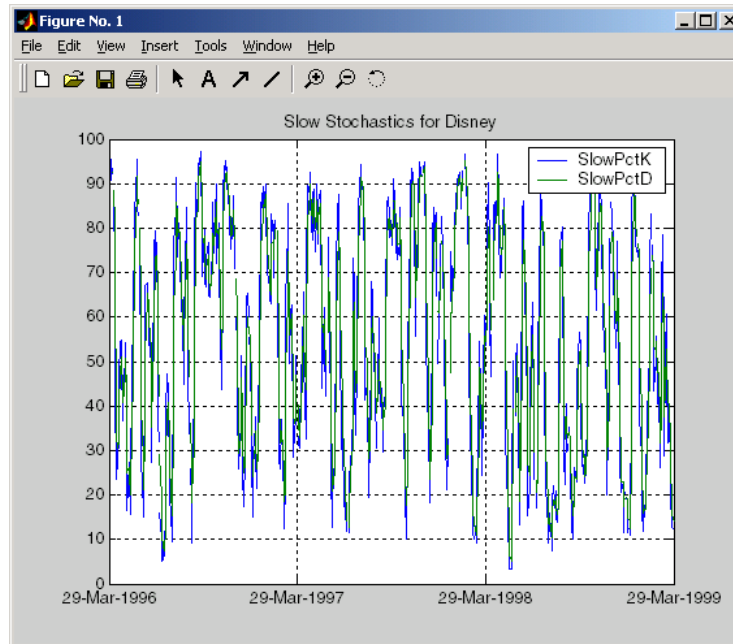 Figure No. 1
File Edit View Insert Tools Window Help
A
Slow Stochastics for Disney
SlowPctK
SlowPctD
100
90
80
70
60
50
40
30
20
10
0
29-Mar-1996 29-Mar-1997 29-Mar-1998 29-Mar-1999